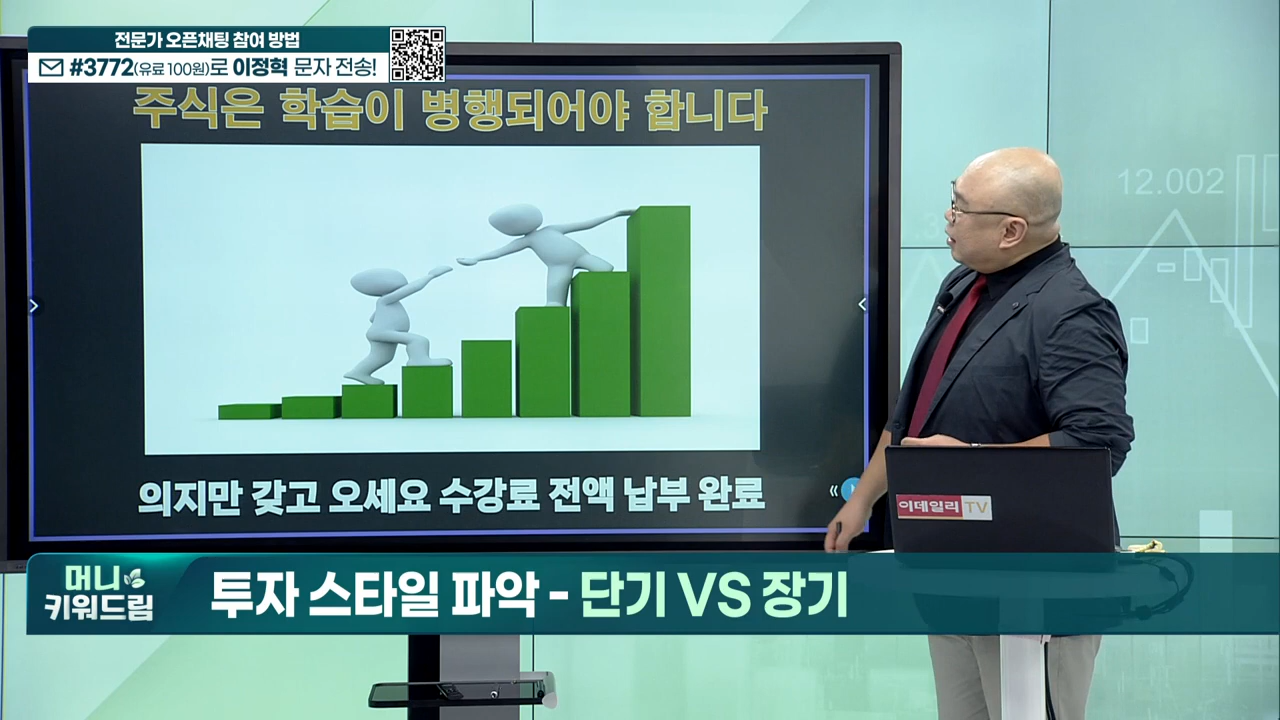 전문가 오픈채팅 참여 방법
#3772(유료 100원)로 이정혁 문자 전송!
주식은 학습이 병행되어야 합니다
12.002
의지만 갖고 오세요 수강료 전액 납부 완료
이데일리 TV
머니
키워드림
투자 스타일 파악 - 단기 VS 장기